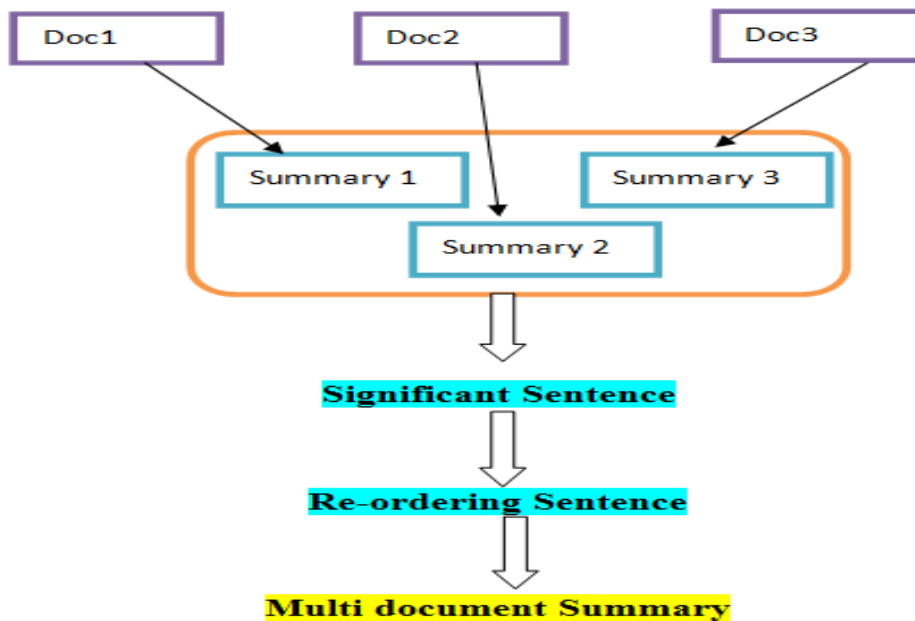 Doc1
Doc2
Doc3
Summary 1
Summary 3
Summary 2
Significant Sentence
Re-ordering Sentence
Multi document Summary